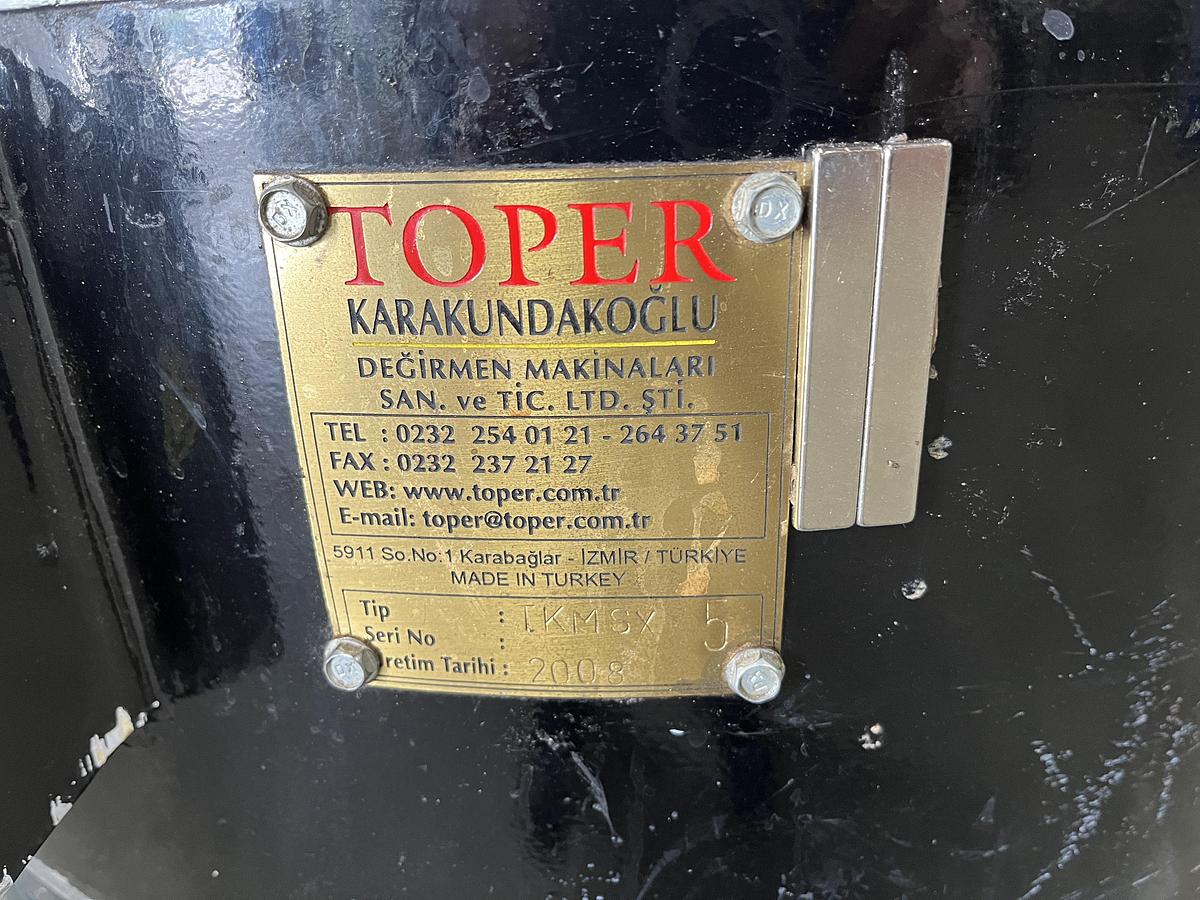 TOPER
KARAKUNDAKOĞLU
DEĞİRMEN MAKİNALARI
SAN. ve TİC. LTD. ŞTİ.
TEL : 0232 254 01 21 - 264 37 51
FAX : 0232 237 21 27
WEB: www.toper.com.tr
E-mail: toper@toper.com.tr
5911 So.No:1 Karabağlar - İZMİR / TÜRKİYE
MADE IN TURKEY
Tip : TKMSX 5
Seri No :
retim Tarihi : 2008
DX